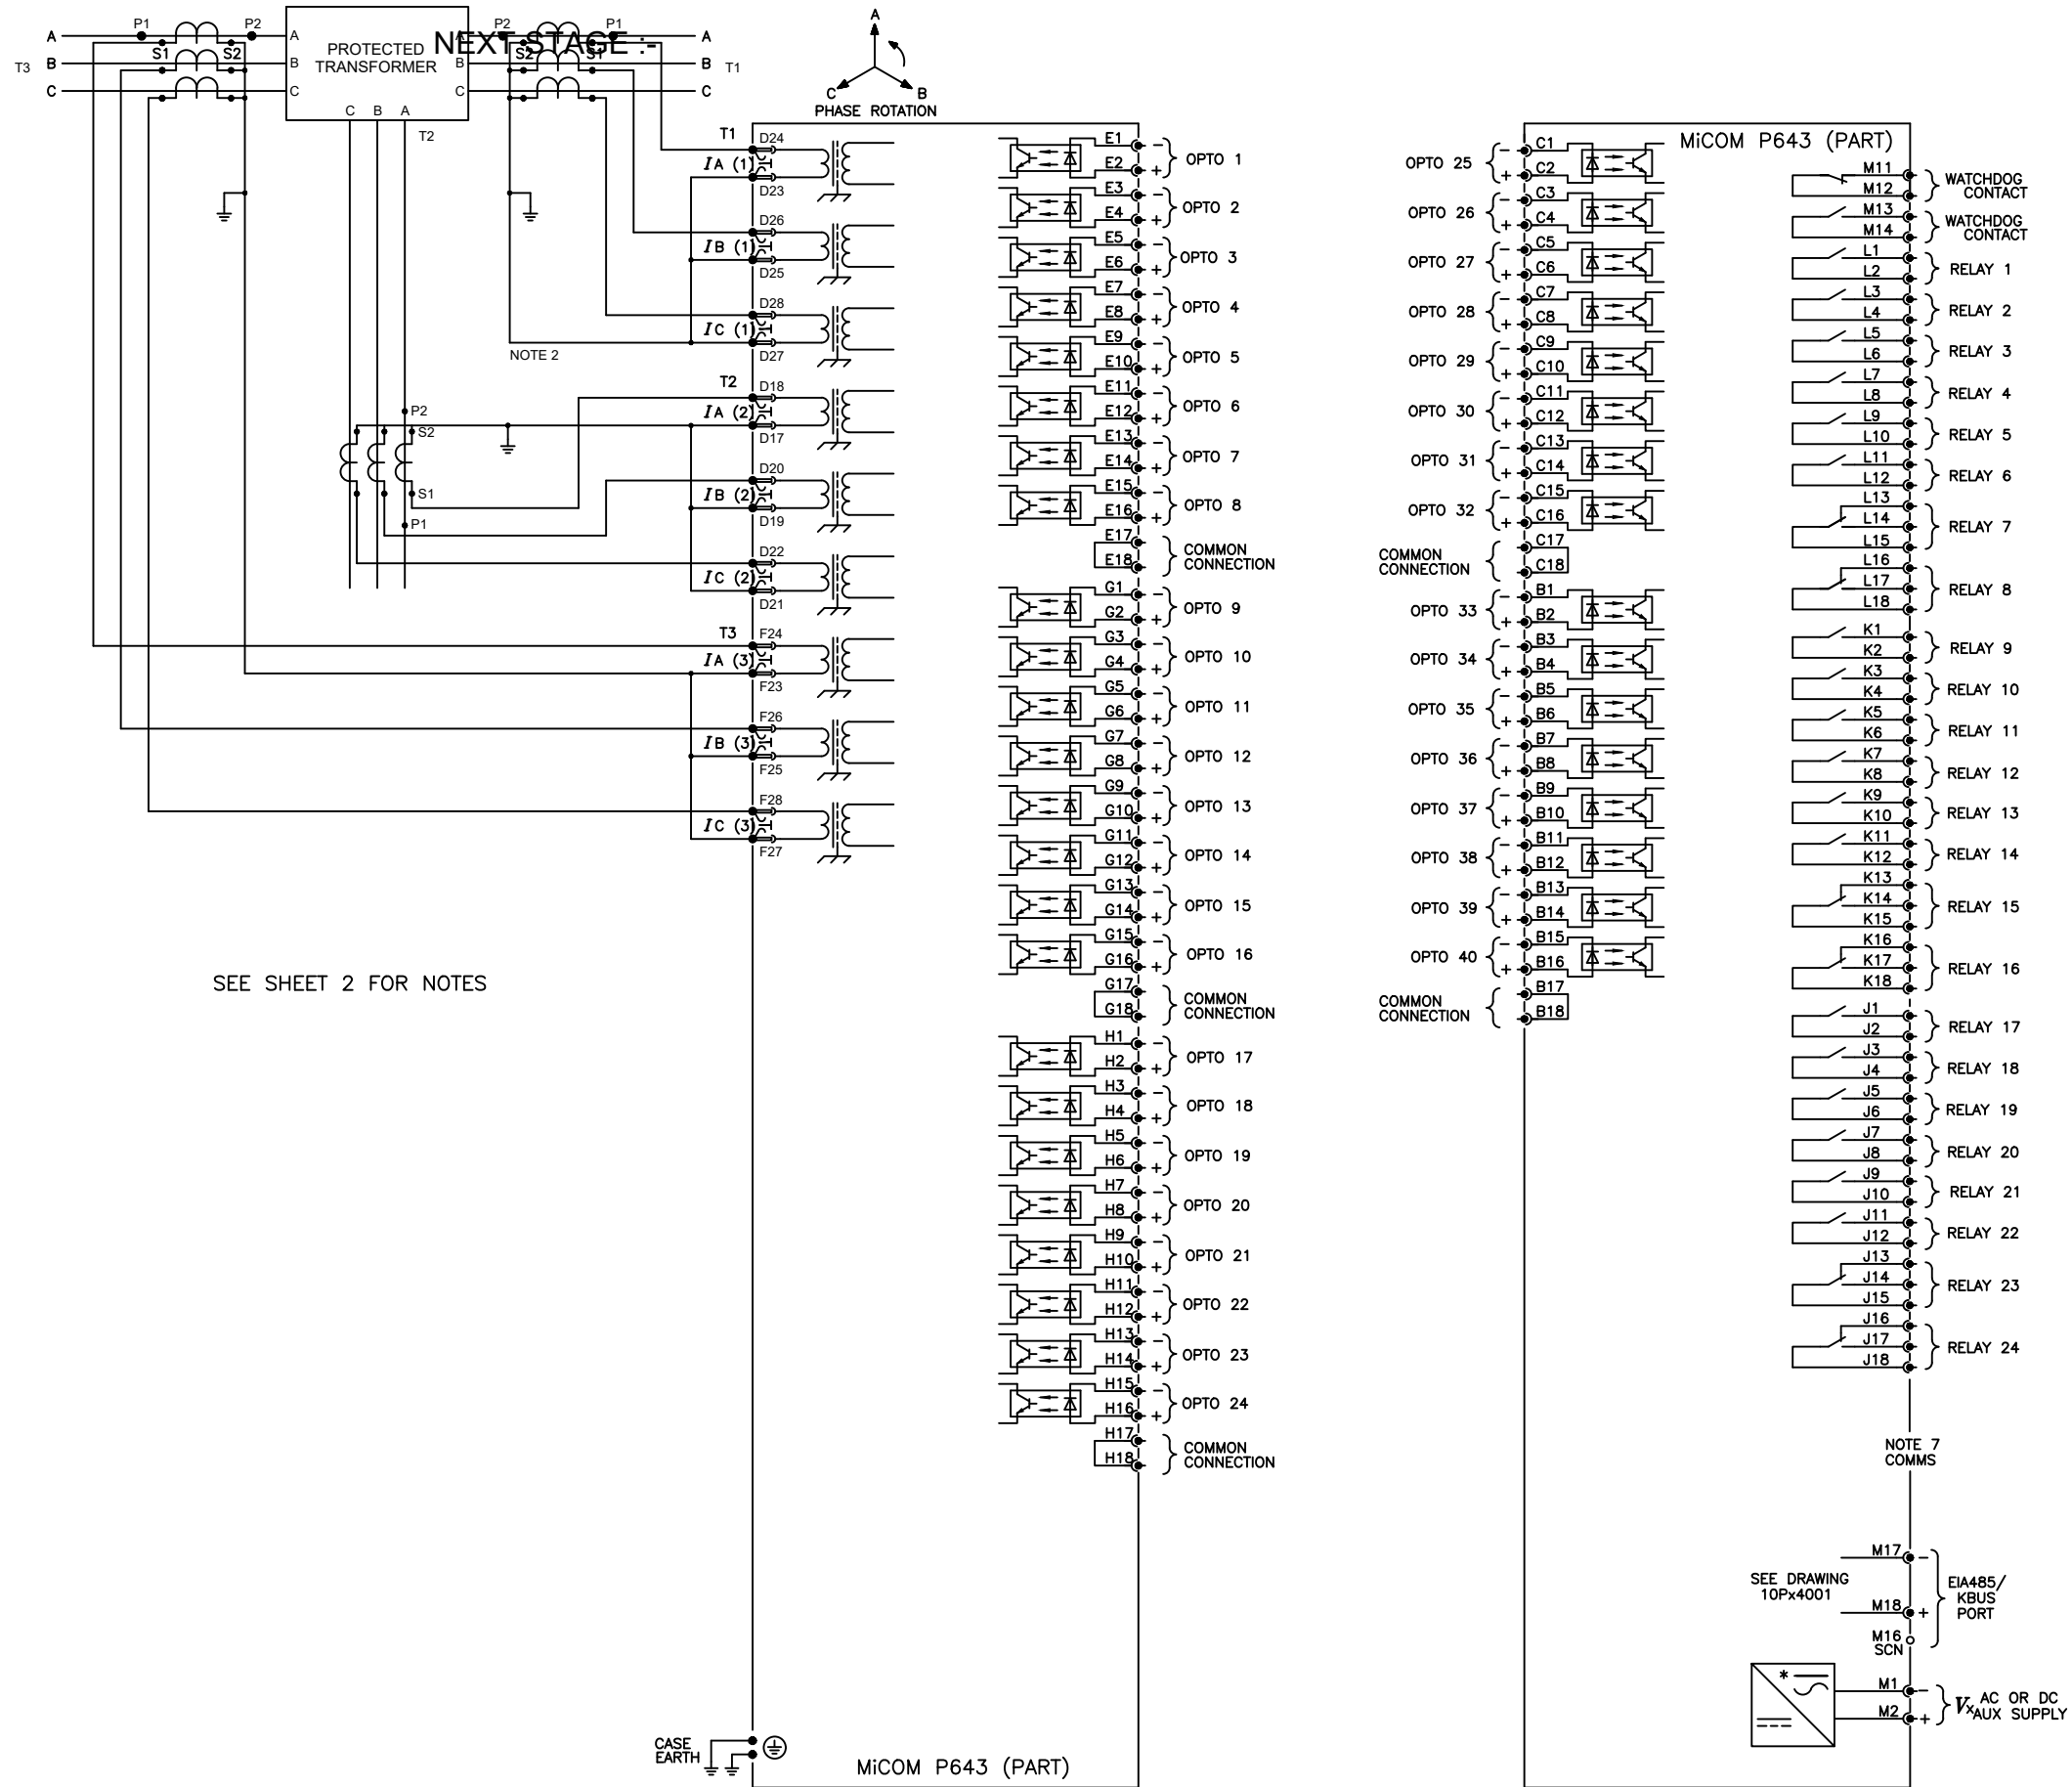 P1 P2 P2 P1 A
A A PROTECTED NEXT STAGE :- A A
S1 S2 S2 S1
T3 B B TRANSFORMER B B T1
C C C C
C B A
T2
C B
PHASE ROTATION
T1 D24
IA (1)
D23
D26
IB (1)
D25
D28
IC (1)
D27
NOTE 2
T2 D18
IA (2)
D17
P2
S2
D20
IB (2)
D19
S1
P1
D22
IC (2)
D21
T3 F24
IA (3)
F23
F26
IB (3)
F25
F28
IC (3)
F27
SEE SHEET 2 FOR NOTES
CASE
EARTH
MiCOM P643 (PART)
E1 -
OPTO 1
E2 +
E3 -
OPTO 2
E4 +
E5 -
OPTO 3
E6 +
E7 -
OPTO 4
E8 +
E9 -
OPTO 5
E10 +
E11 -
OPTO 6
E12 +
E13 -
OPTO 7
E14 +
E15 -
OPTO 8
E16 +
E17
COMMON
CONNECTION
E18
G1 -
OPTO 9
G2 +
G3 -
OPTO 10
G4 +
G5 -
OPTO 11
G6 +
G7 -
OPTO 12
G8 +
G9 -
OPTO 13
G10 +
G11 -
OPTO 14
G12 +
G13 -
OPTO 15
G14 +
G15 -
OPTO 16
G16 +
G17
COMMON
CONNECTION
G18
H1 -
OPTO 17
H2 +
H3 -
OPTO 18
H4 +
H5 -
OPTO 19
H6 +
H7 -
OPTO 20
H8 +
H9 -
OPTO 21
H10 +
H11 -
OPTO 22
H12 +
H13 -
OPTO 23
H14 +
H15 -
OPTO 24
H16 +
H17
COMMON
CONNECTION
H18
MiCOM P643 (PART)
- C1
OPTO 25
+ C2
- C3
OPTO 26
+ C4
- C5
OPTO 27
+ C6
- C7
OPTO 28
+ C8
- C9
OPTO 29
+ C10
- C11
OPTO 30
+ C12
- C13
OPTO 31
+ C14
- C15
OPTO 32
+ C16
C17
COMMON
CONNECTION
C18
- B1
OPTO 33
+ B2
- B3
OPTO 34
+ B4
- B5
OPTO 35
+ B6
- B7
OPTO 36
+ B8
- B9
OPTO 37
+ B10
- B11
OPTO 38
+ B12
- B13
OPTO 39
+ B14
- B15
OPTO 40
+ B16
B17
COMMON
CONNECTION
B18
M11
WATCHDOG
CONTACT
M12
M13
WATCHDOG
CONTACT
M14
L1
RELAY 1
L2
L3
RELAY 2
L4
L5
RELAY 3
L6
L7
RELAY 4
L8
L9
RELAY 5
L10
L11
RELAY 6
L12
L13
L14 RELAY 7
L15
L16
L17 RELAY 8
L18
K1
RELAY 9
K2
K3
RELAY 10
K4
K5
RELAY 11
K6
K7
RELAY 12
K8
K9
RELAY 13
K10
K11
RELAY 14
K12
K13
K14 RELAY 15
K15
K16
K17 RELAY 16
K18
J1
RELAY 17
J2
J3
RELAY 18
J4
J5
RELAY 19
J6
J7
RELAY 20
J8
J9
RELAY 21
J10
J11
RELAY 22
J12
J13
J14 RELAY 23
J15
J16
J17 RELAY 24
J18
NOTE 7
COMMS
M17 -
SEE DRAWING
10Px4001
EIA485/
KBUS
PORT
M18 +
M16
SCN
*
M1 -
Vx AC OR DC
AUX SUPPLY
M2 +